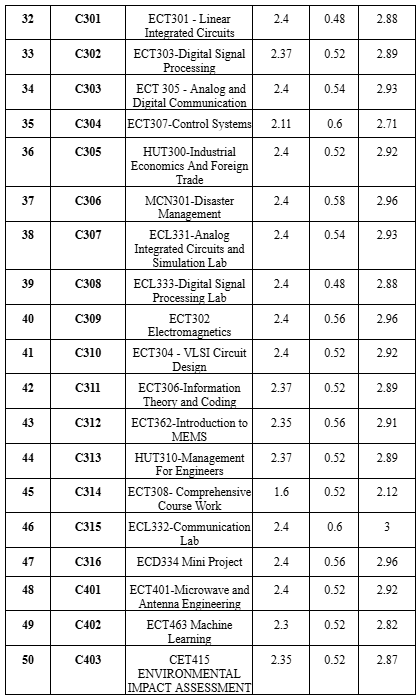 32 C301 ECT301 - Linear 2.4 0.48 2.88
Integrated Circuits
33 C302 ECT303-Digital Signal 2.37 0.52 2.89
Processing
34 C303 ECT 305 - Analog and 2.4 0.54 2.93
Digital Communication
35 C304 ECT307-Control Systems 2.11 0.6 2.71
36 C305 HUT300-Industrial 2.4 0.52 2.92
Economics And Foreign
Trade
37 C306 MCN301-Disaster 2.4 0.58 2.96
Management
38 C307 ECL331-Analog 2.4 0.54 2.93
Integrated Circuits and
Simulation Lab
39 C308 ECL333-Digital Signal 2.4 0.48 2.88
Processing Lab
40 C309 ECT302 2.4 0.56 2.96
Electromagnetics
41 C310 ECT304 - VLSI Circuit 2.4 0.52 2.92
Design
42 C311 ECT306-Information 2.37 0.52 2.89
Theory and Coding
43 C312 ECT362-Introduction to 2.35 0.56 2.91
MEMS
44 C313 HUT310-Management 2.37 0.52 2.89
For Engineers
45 C314 ECT308- Comprehensive 1.6 0.52 2.12
Course Work
46 C315 ECL332-Communication 2.4 0.6 3
Lab
47 C316 ECD334 Mini Project 2.4 0.56 2.96
48 C401 ECT401-Microwave and 2.4 0.52 2.92
Antenna Engineering
49 C402 ECT463 Machine 2.3 0.52 2.82
Learning
50 C403 CET415 2.35 0.52 2.87
ENVIRONMENTAL
IMPACT ASSESSMENT